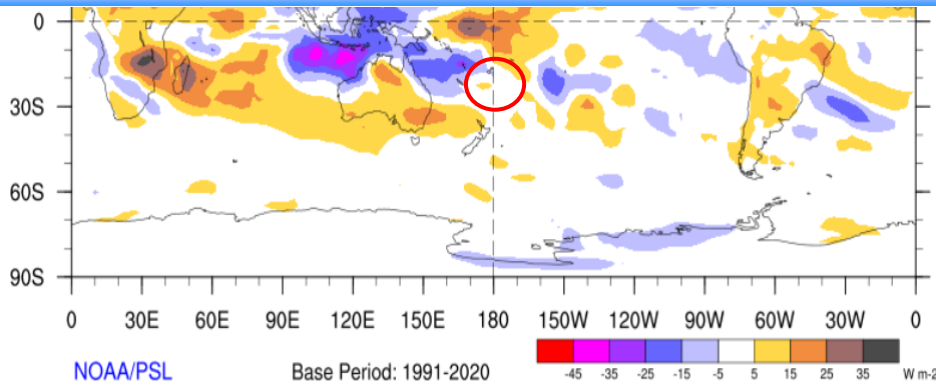 0
30S
60S
90S
0 30E 60E 90E 120E 150E 180 150W 120W 90W 60W 30W 0
NOAA/PSL Base Period: 1991-2020
-45 -35 -25 -15 -5 5 15 25 35 W m-2